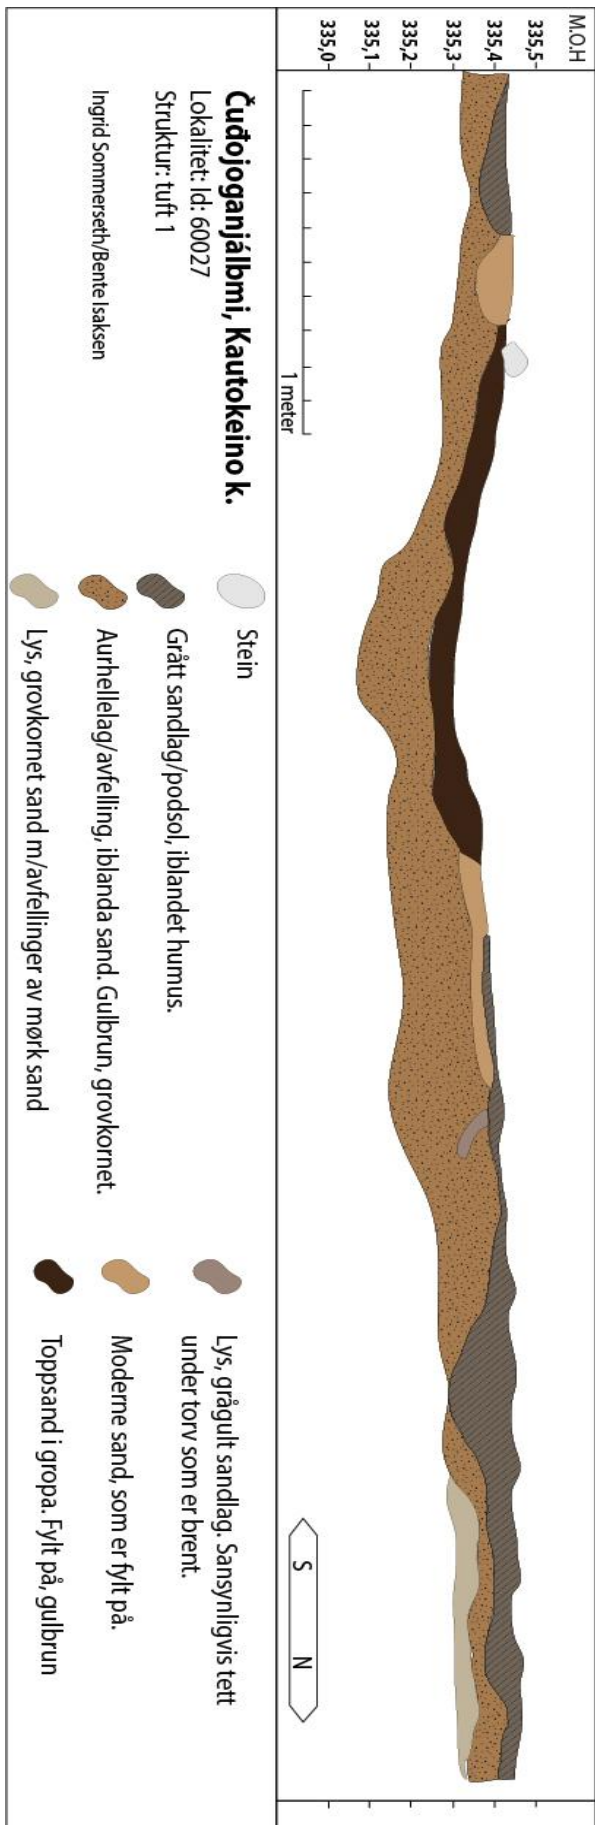 M.O.H
335,5
335,4
335,3
335,2
335,1
335,0
1 meter
S N
Čuđojoganjálbmi, Kautokeino k.
Lokalitet: Id: 60027
Struktur: tuft 1
Ingrid Sommerseth/Bente Isaksen
Stein
Grått sandlag/podsol, iblandet humus.
Aurhellelag/avfelling, iblanda sand. Gulbrun, grovkornet.
Lys, grovkornet sand m/avfellinger av mørk sand
Lys, grågult sandlag. Sansynligvis tett
under torv som er brent.
Moderne sand, som er fylt på.
Toppsand i gropa. Fylt på, gulbrun